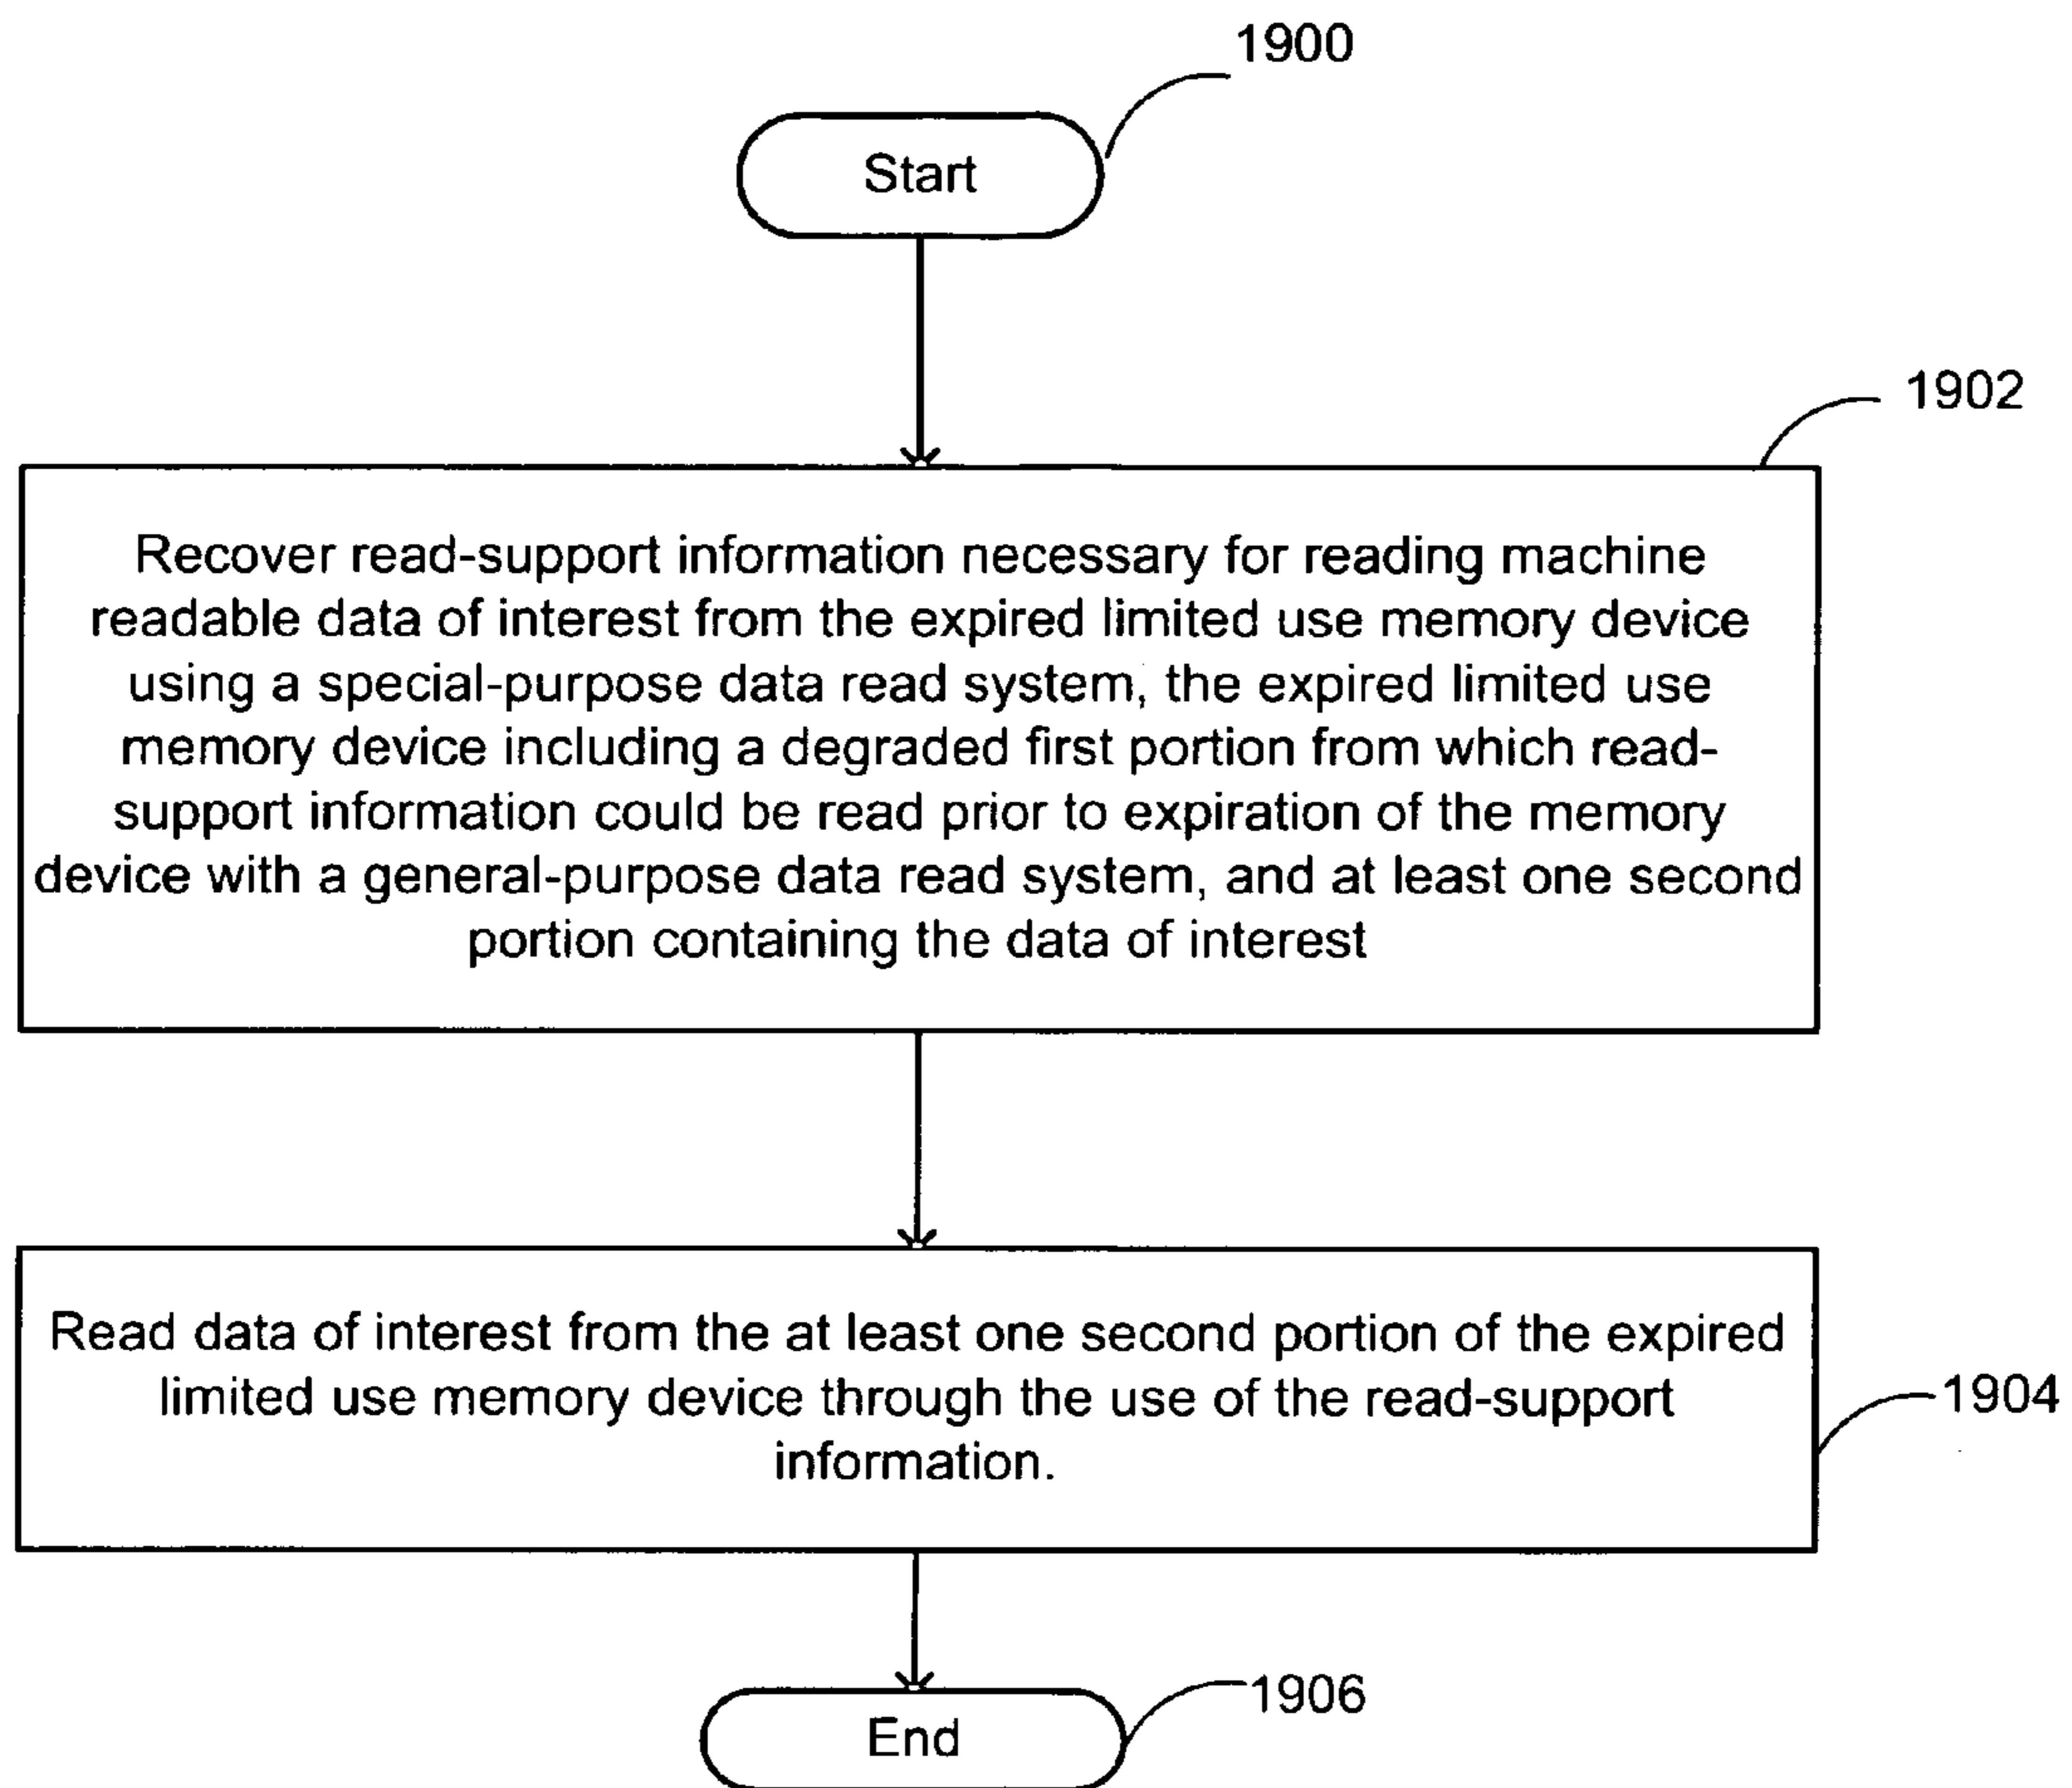 1900
Start
1902
Recover read-support information necessary for reading machine
readable data of interest from the expired limited use memory device
using a special-purpose data read system, the expired limited use
memory device including a degraded first portion from which read-
support information could be read prior to expiration of the memory
device with a general-purpose data read system, and at least one second
portion containing the data of interest
Read data of interest from the at least one second portion of the expired
limited use memory device through the use of the read-support
information.
1904
1906
End